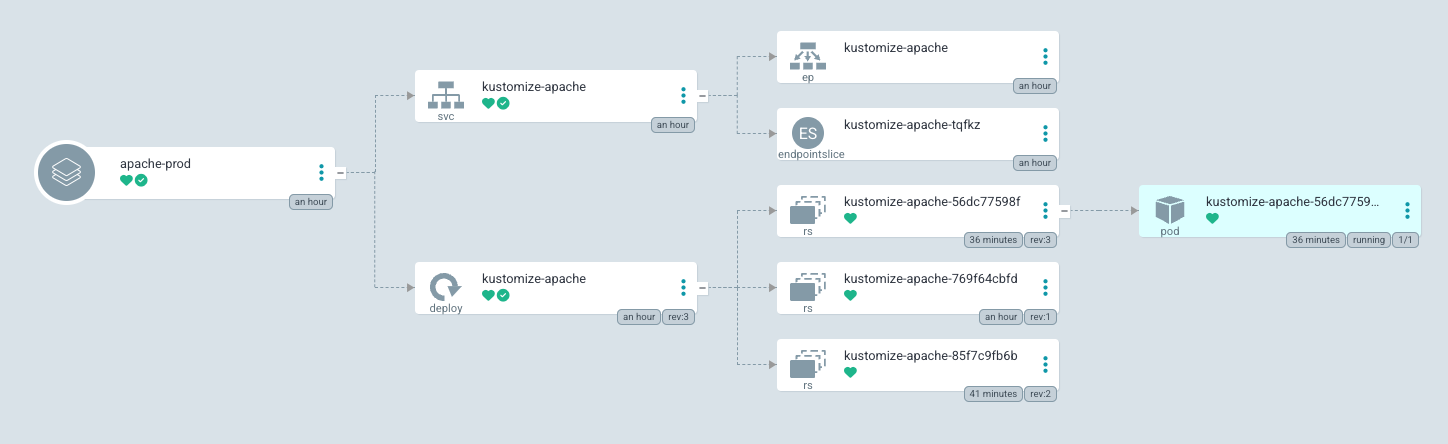 apache-prod
an hour
kustomize-apache
svc
an hour
kustomize-apache
deploy
an hour rev:3
kustomize-apache
ep
an hour
ES
kustomize-apache-tqfkz
endpointslice
an hour
kustomize-apache-56dc77598f
rs
36 minutes rev:3
kustomize-apache-769f64cbfd
rs
an hour rev:1
kustomize-apache-85f7c9fb6b
rs
41 minutes rev:2
kustomize-apache-56dc7759...
pod
36 minutes running 1/1